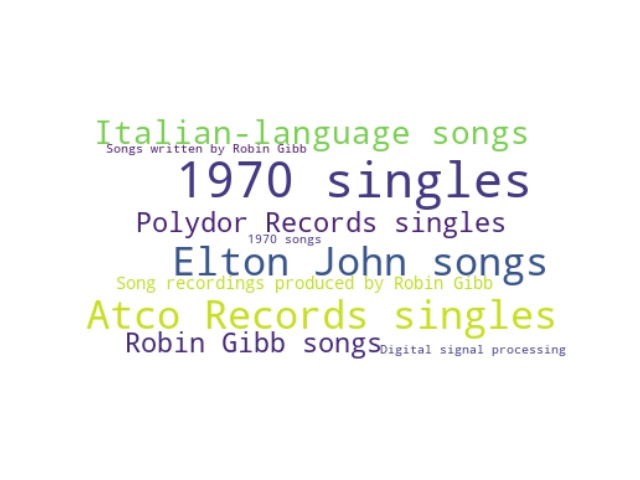 Italian-language songs
Songs written by Robin Gibb
1970 singles
Polydor Records singles
1970 songs
Elton John songs
Song recordings produced by Robin Gibb
Atco Records singles
Robin Gibb songs
Digital signal processing